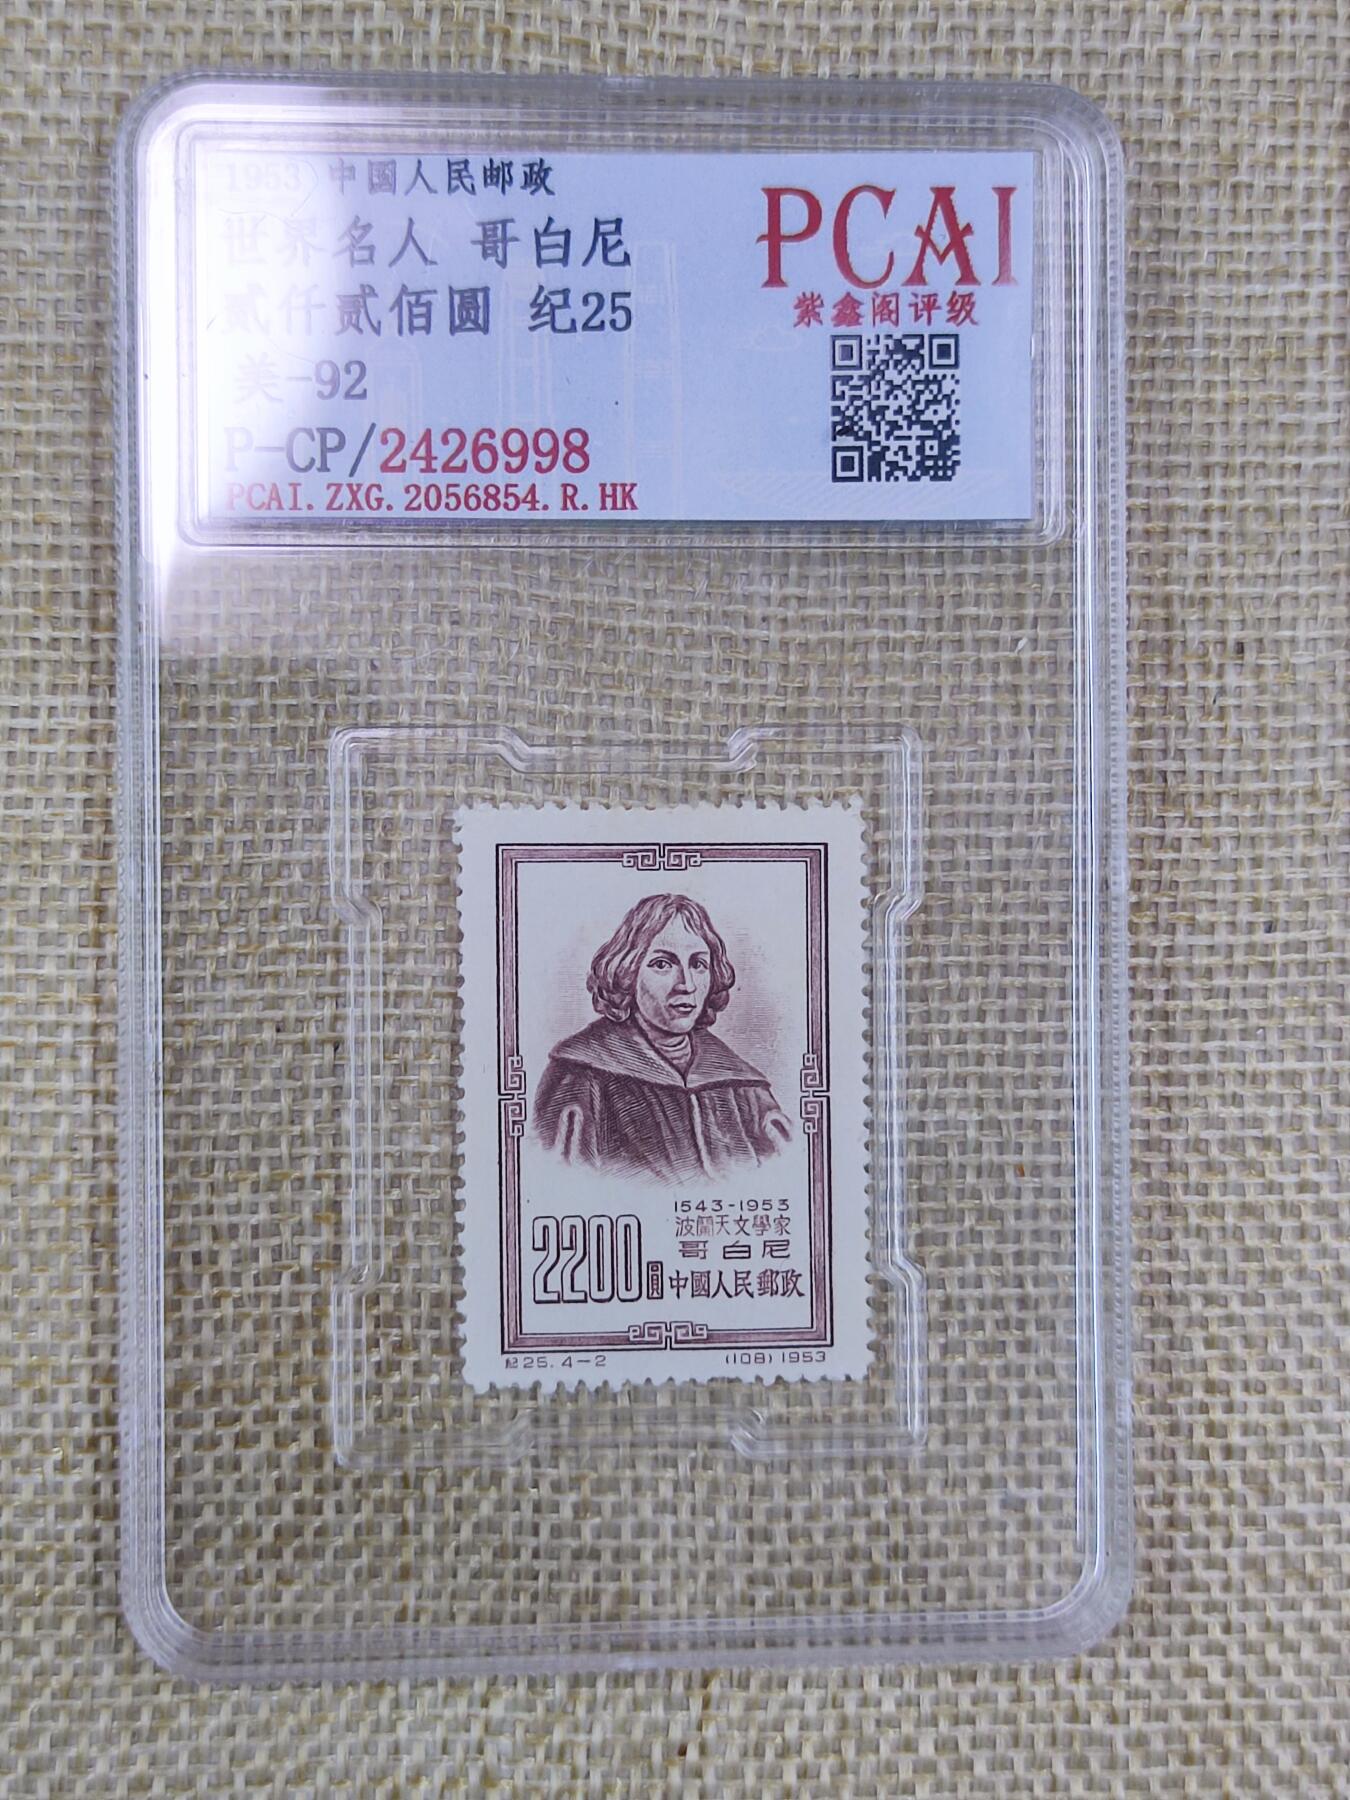 1953 中国人民邮政
世界名人 哥白尼
贰仟贰佰圆 纪25
美-92
P-CP/2426998
PCAI.ZXG.2056854.R.HK
PCAI
紫鑫阁评级
1543-1953
波蘭天文學家
哥白尼
2200圓 中國人民郵政
紀25.4-2 (108) 1953